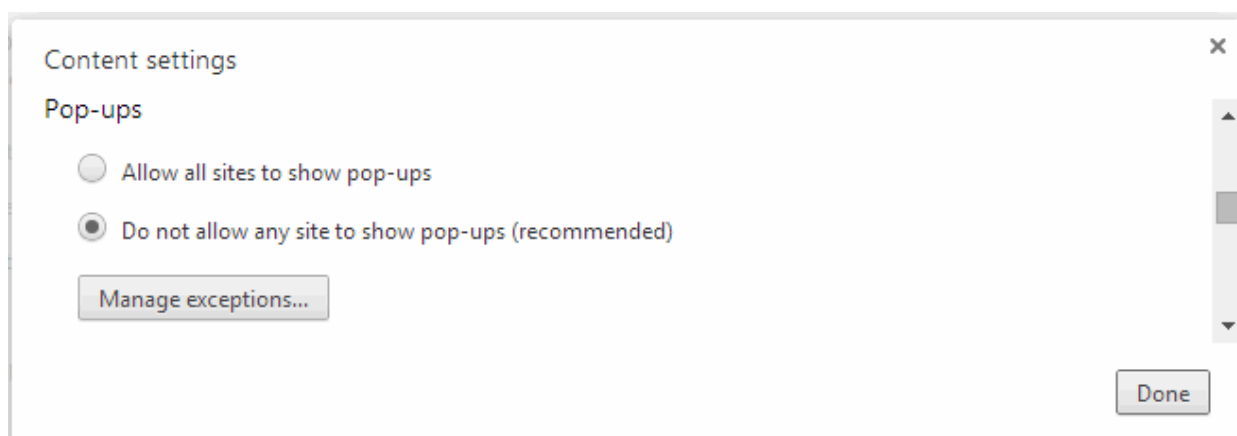 Content settings
Pop-ups
Allow all sites to show pop-ups
Do not allow any site to show pop-ups (recommended)
Manage exceptions...
Done